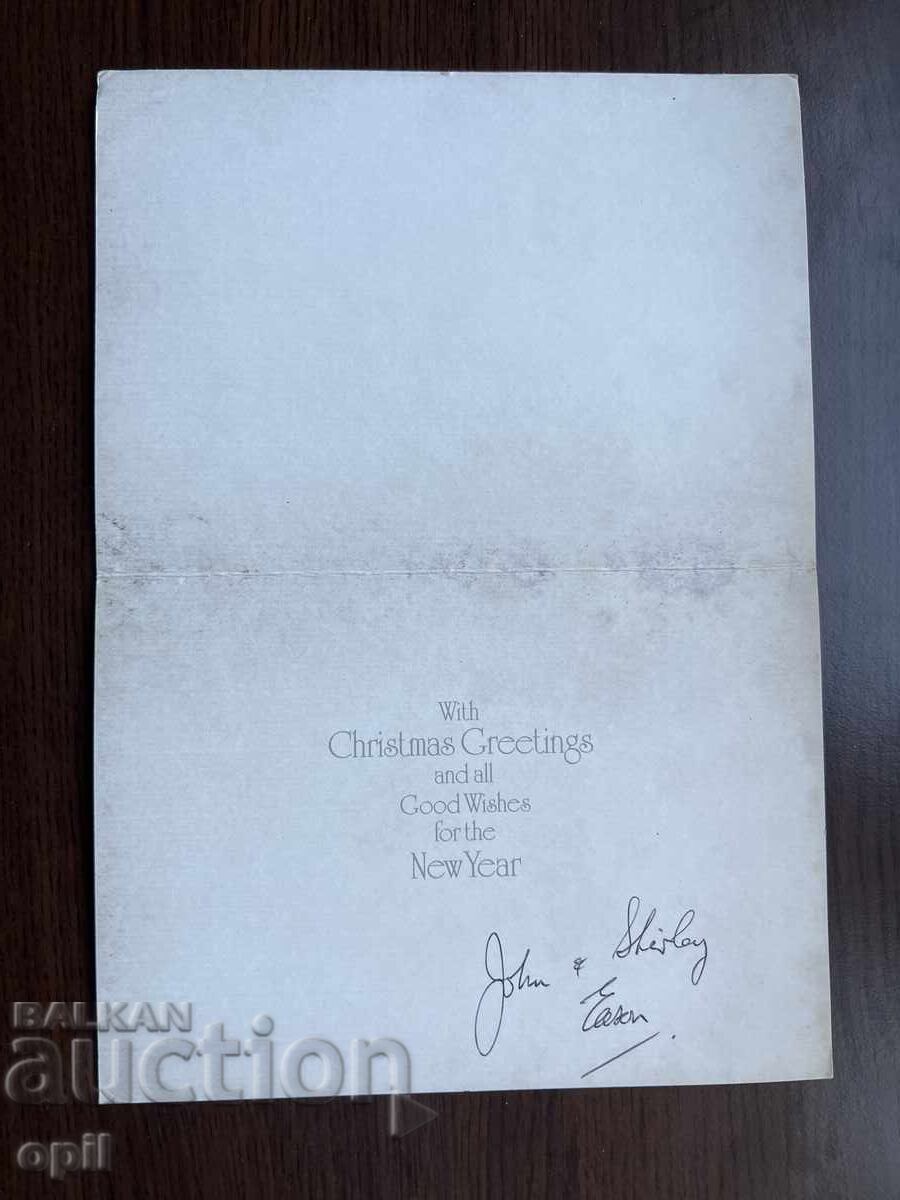 With
Christmas Greetings
and all
Good Wishes
for the
New Year
John & Shirley
Eason
BALKAN
auction
opil